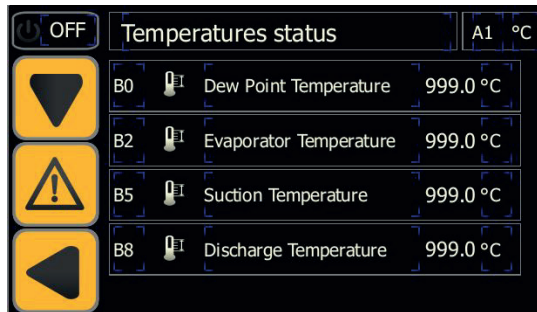 OFF Temperatures status A1 °C
B0 Dew Point Temperature 999.0 °C
B2 Evaporator Temperature 999.0 °C
B5 Suction Temperature 999.0 °C
B8 Discharge Temperature 999.0 °C